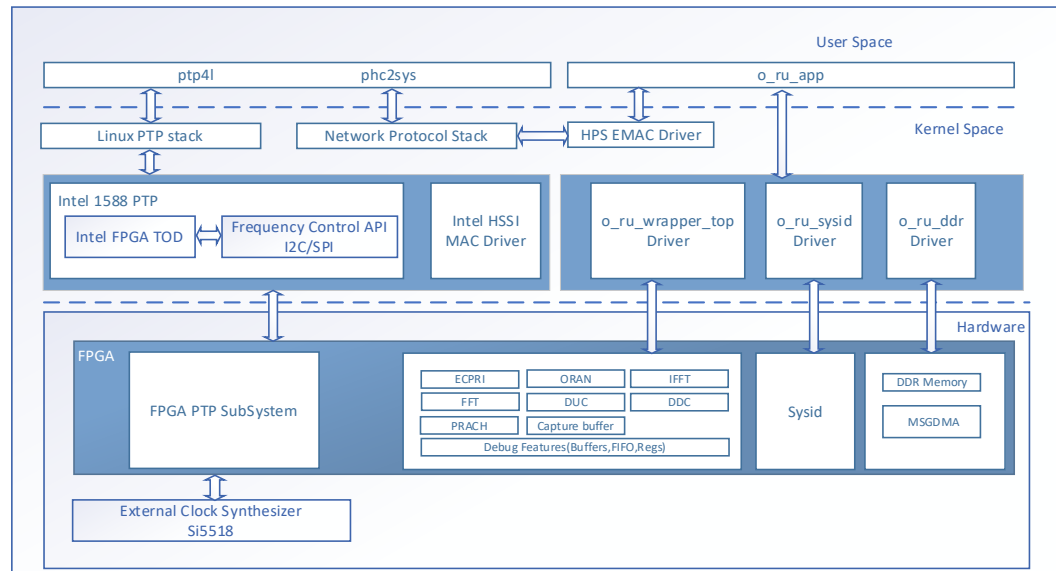 User Space
ptp4l
phc2sys
o_ru_app
Linux PTP stack
Network Protocol Stack
HPS EMAC Driver
Kernel Space
Intel 1588 PTP
Intel FPGA TOD
Frequency Control API
I2C/SPI
Intel HSSI
MAC Driver
o_ru_wrapper_top
Driver
o_ru_sysid
Driver
o_ru_ddr
Driver
Hardware
FPGA
FPGA PTP SubSystem
ECPRI
ORAN
IFFT
FFT
DUC
DDC
PRACH
Capture buffer
Debug Features(Buffers,FIFO,Regs)
Sysid
DDR Memory
MSGDMA
External Clock Synthesizer
Si5518